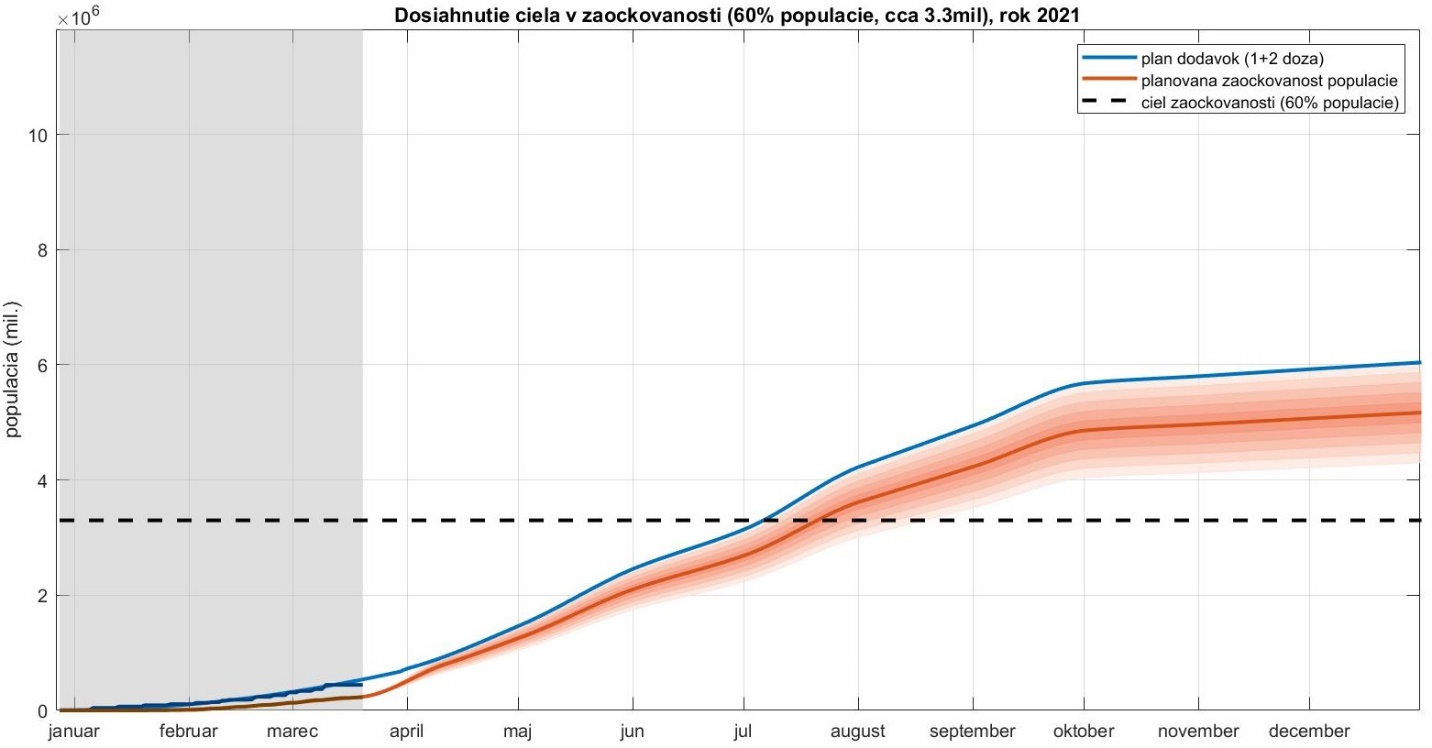 ×10⁶
Dosiahnutie ciela v zaockovanosti (60% populacie, cca 3.3mil), rok 2021
plan dodavok (1+2 doza)
planovana zaockovanost populacie
ciel zaockovanosti (60% populacie)
populacia (mil.)
10
8
6
4
2
0
januar februar marec april maj jun jul august september oktober november december